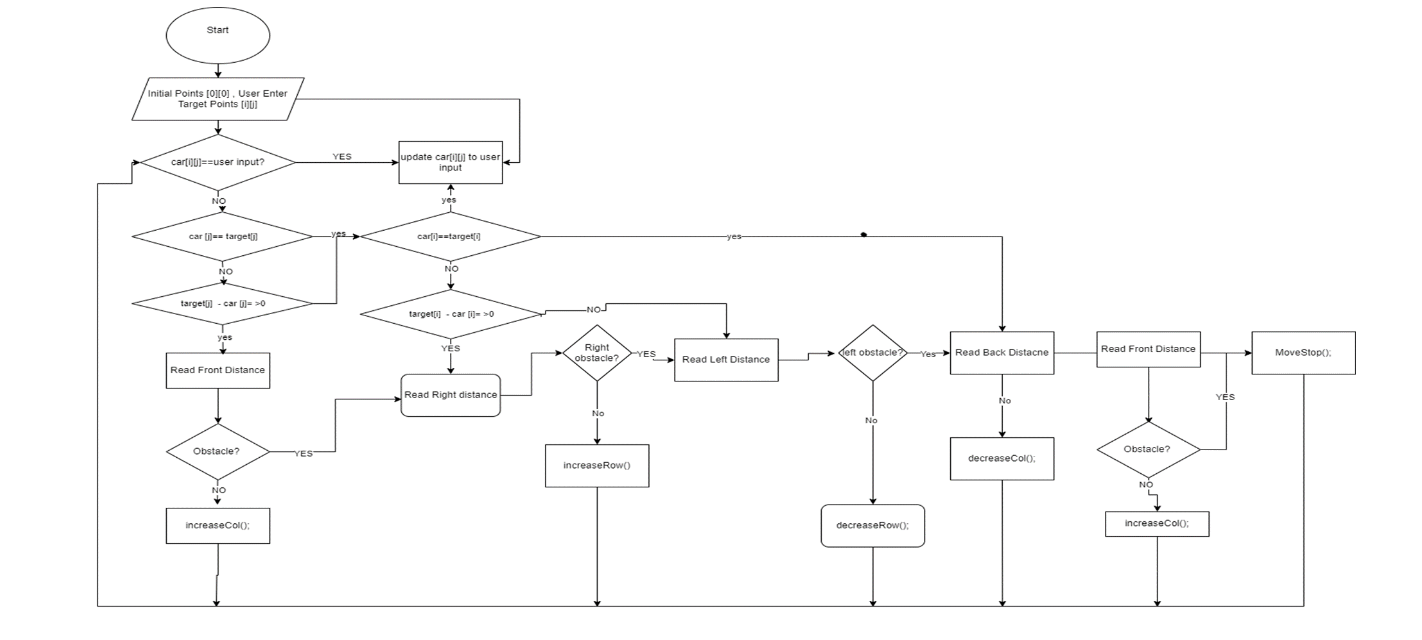 Start
Initial Points [0][0] , User Enter
Target Points [i][j]
car[i][j]==user input?
YES
update car[i][j] to user
input
NO
yes
car [j]== target[j]
yes
car[i]==target[i]
yes
NO
NO
target[j]  - car [j]= >0
target[i]  - car [i]= >0
NO
yes
YES
Right
obstacle?
YES
Read Left Distance
left obstacle?
Yes
Read Back Distacne
Read Front Distance
MoveStop();
Read Front Distance
Read Right distance
YES
No
No
No
Obstacle?
YES
Obstacle?
increaseRow()
decreaseCol();
NO
NO
increaseCol();
decreaseRow();
increaseCol();